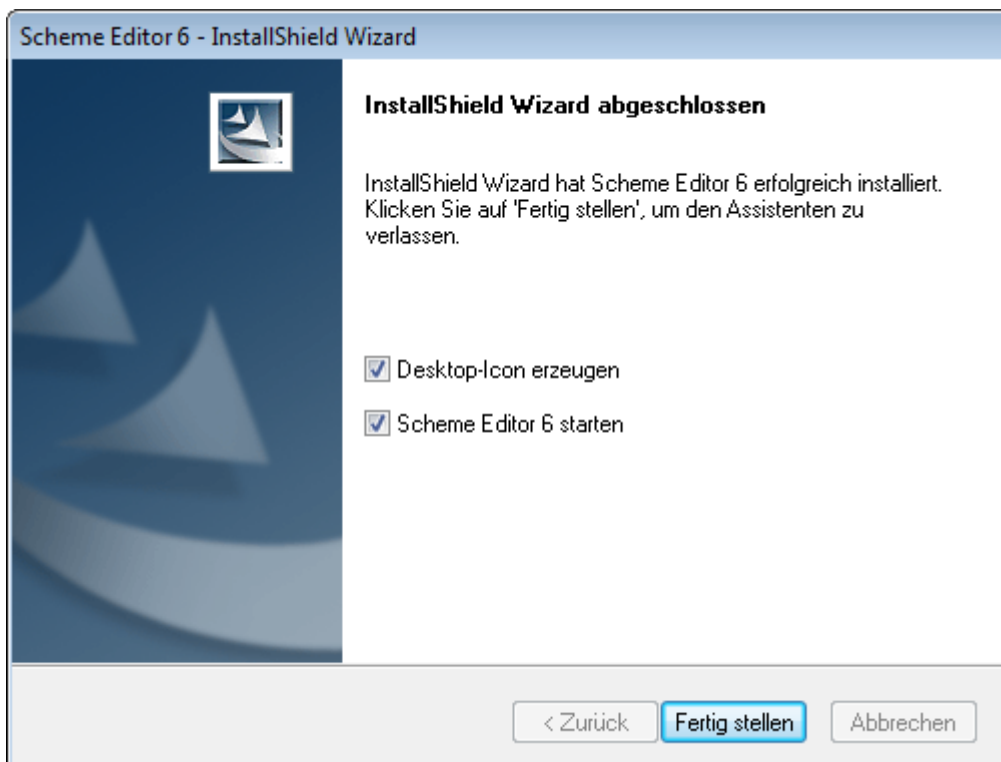 Scheme Editor 6 - InstallShield Wizard
InstallShield Wizard abgeschlossen
InstallShield Wizard hat Scheme Editor 6 erfolgreich installiert.
Klicken Sie auf 'Fertig stellen', um den Assistenten zu
verlassen.
Desktop-Icon erzeugen
Scheme Editor 6 starten
< Zurück Fertig stellen Abbrechen